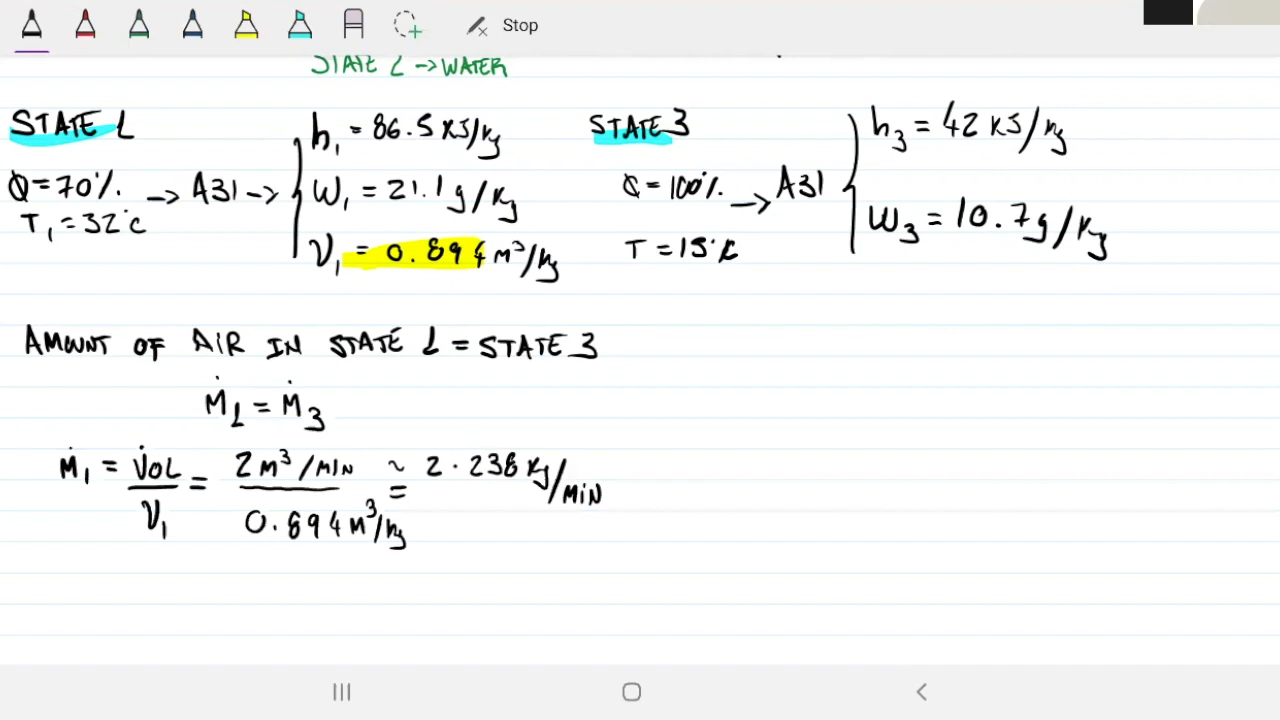 Stop
STATE 2 → WATER
STATE 1
Φ = 70%
T₁ = 32°C
→ A31 →
h₁ = 86.5 KJ/kg
W₁ = 21.1 g/kg
V₁ = 0.894 m³/kg
STATE 3
Φ = 100%
T = 15°C
→ A31
h₃ = 42 KJ/kg
W₃ = 10.7 g/kg
AMOUNT OF AIR IN STATE 1 = STATE 3
ṁ₁ = ṁ₃
ṁ₁ = V̇OL / V₁ = 2 m³/MIN / 0.894 m³/kg ≅ 2.238 kg/MIN